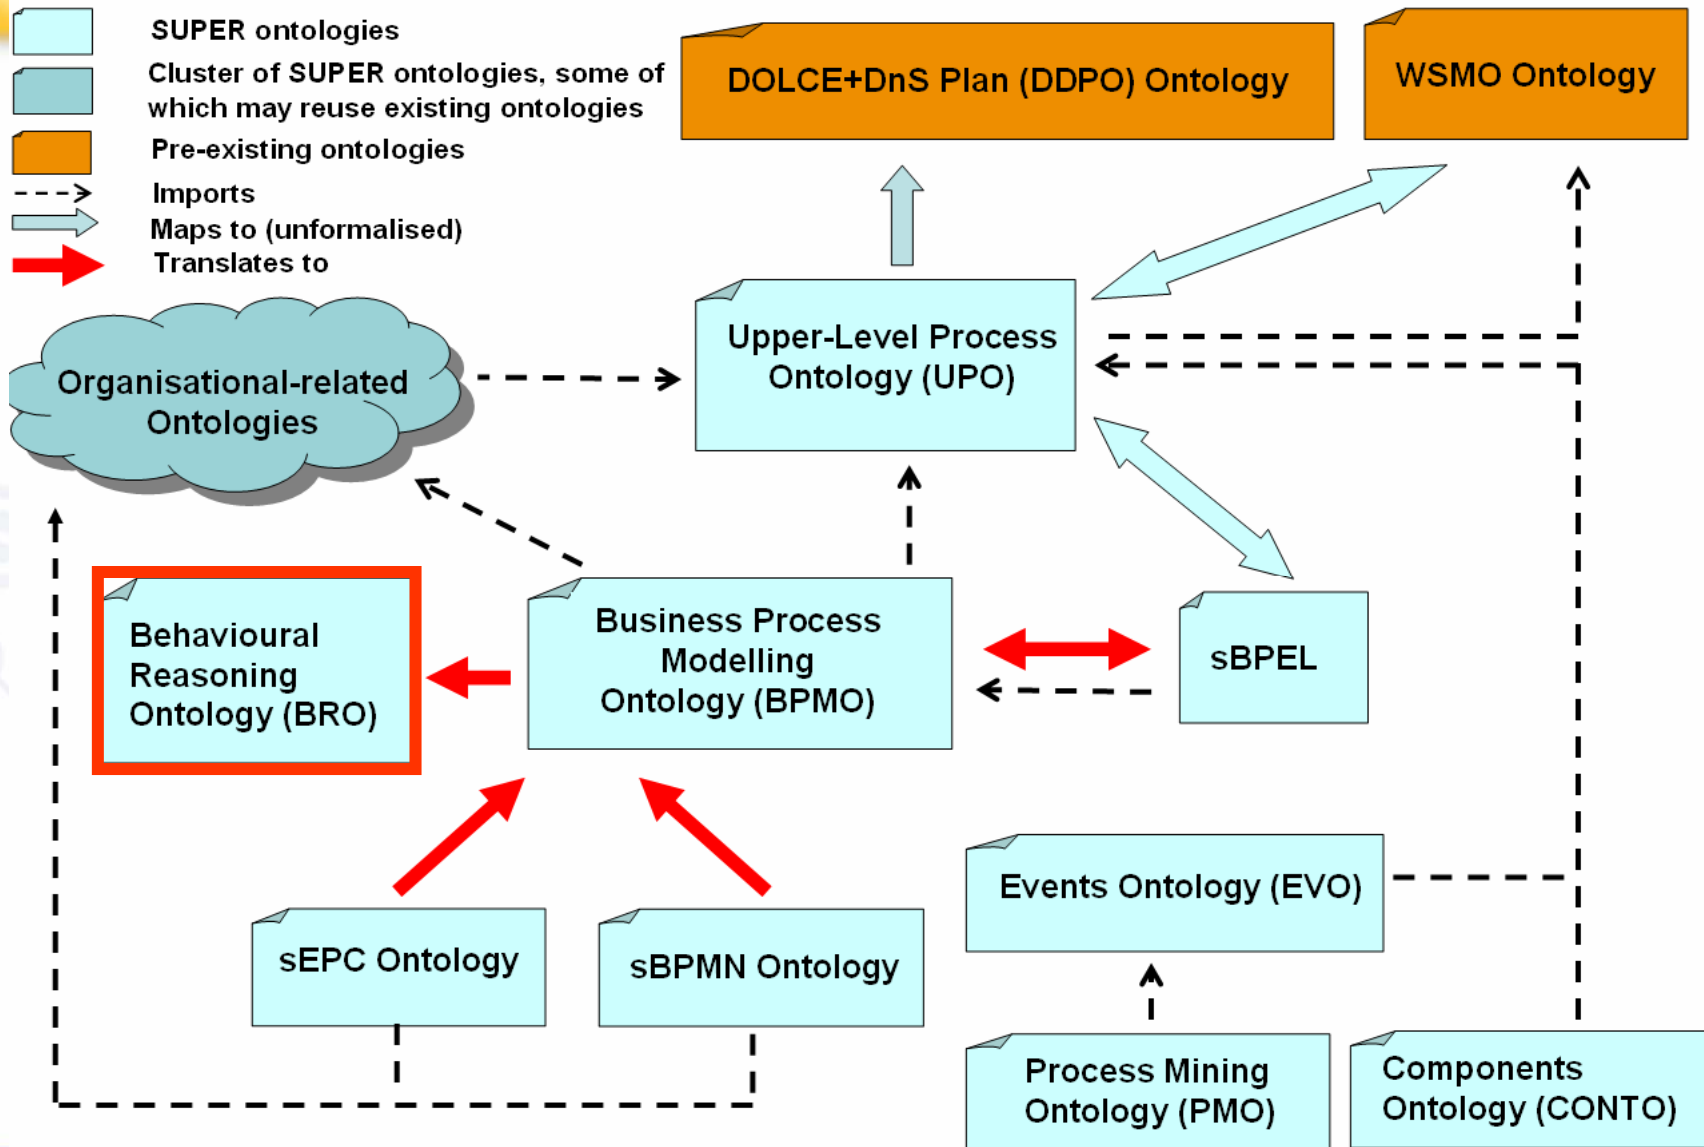 SUPER ontologies
Cluster of SUPER ontologies, some of
which may reuse existing ontologies
Pre-existing ontologies
Imports
Maps to (unformalised)
Translates to
DOLCE+DnS Plan (DDPO) Ontology
WSMO Ontology
Upper-Level Process
Ontology (UPO)
Organisational-related
Ontologies
Behavioural
Reasoning
Ontology (BRO)
Business Process
Modelling
Ontology (BPMO)
sBPEL
Events Ontology (EVO)
sEPC Ontology
sBPMN Ontology
Process Mining
Ontology (PMO)
Components
Ontology (CONTO)